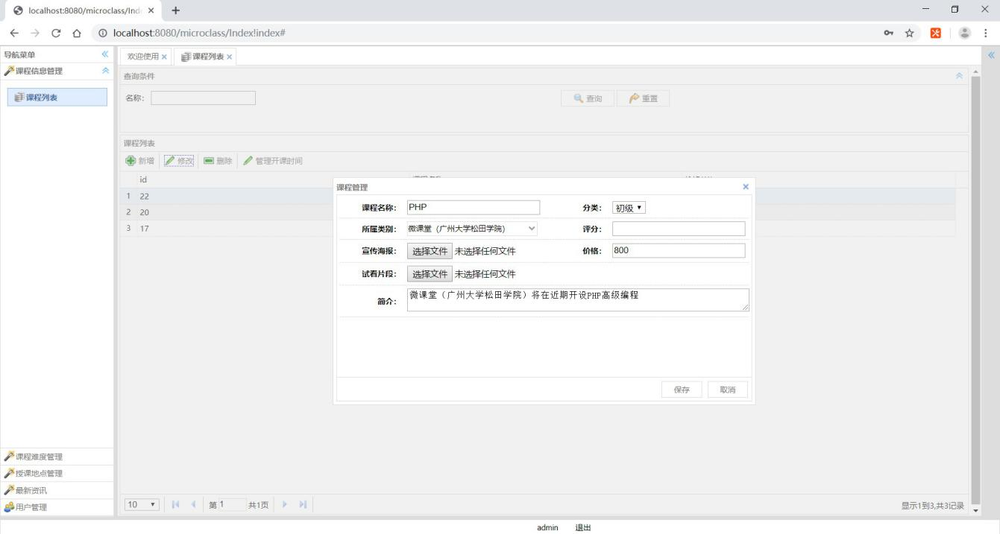 localhost:8080/microclass/Ind
localhost:8080/microclass/Index!index#
导航菜单
欢迎使用 课程列表
课程信息管理
课程列表
查询条件
名称: 查询 重置
课程列表
新增 修改 删除 管理开课时间
id
1 22
2 20
3 17
课程管理
课程名称: PHP 分类: 初级
所属类别: 微课堂（广州大学松田学院） 评分:
宣传海报: 选择文件 未选择任何文件 价格: 800
试看片段: 选择文件 未选择任何文件
简介: 微课堂（广州大学松田学院）将在近期开设PHP高级编程
保存 取消
课程难度管理
授课地点管理
最新资讯
用户管理
10 第 1 共1页 显示1到3,共3记录
admin 退出